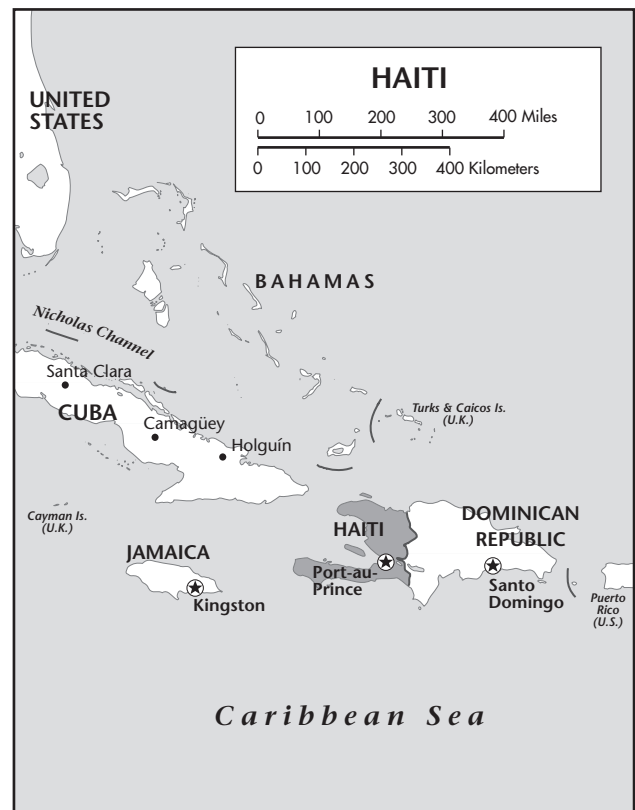 HAITI
0 100 200 300 400 Miles
0 100 200 300 400 Kilometers
UNITED
STATES
BAHAMAS
Nicholas Channel
Santa Clara
CUBA
Camagüey
Holguín
Turks & Caicos Is.
(U.K.)
Cayman Is.
(U.K.)
JAMAICA
Kingston
HAITI
Port-au-
Prince
DOMINICAN
REPUBLIC
Santo
Domingo
Puerto
Rico
(U.S.)
Caribbean Sea